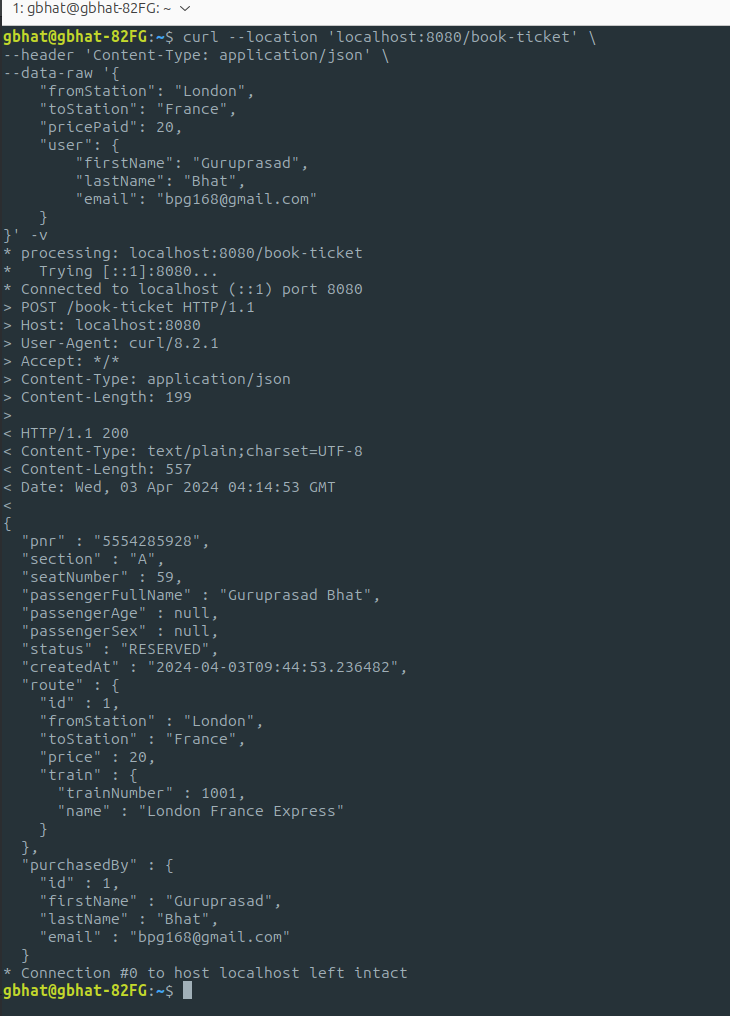 1: gbhat@gbhat-82FG: ~
gbhat@gbhat-82FG:~$ curl --location 'localhost:8080/book-ticket' \
--header 'Content-Type: application/json' \
--data-raw '{
    "fromStation": "London",
    "toStation": "France",
    "pricePaid": 20,
    "user": {
        "firstName": "Guruprasad",
        "lastName": "Bhat",
        "email": "bpg168@gmail.com"
    }
}' -v
* processing: localhost:8080/book-ticket
*   Trying [::1]:8080...
* Connected to localhost (::1) port 8080
> POST /book-ticket HTTP/1.1
> Host: localhost:8080
> User-Agent: curl/8.2.1
> Accept: */*
> Content-Type: application/json
> Content-Length: 199
>
< HTTP/1.1 200
< Content-Type: text/plain;charset=UTF-8
< Content-Length: 557
< Date: Wed, 03 Apr 2024 04:14:53 GMT
<
{
  "pnr" : "5554285928",
  "section" : "A",
  "seatNumber" : 59,
  "passengerFullName" : "Guruprasad Bhat",
  "passengerAge" : null,
  "passengerSex" : null,
  "status" : "RESERVED",
  "createdAt" : "2024-04-03T09:44:53.236482",
  "route" : {
    "id" : 1,
    "fromStation" : "London",
    "toStation" : "France",
    "price" : 20,
    "train" : {
      "trainNumber" : 1001,
      "name" : "London France Express"
    }
  },
  "purchasedBy" : {
    "id" : 1,
    "firstName" : "Guruprasad",
    "lastName" : "Bhat",
    "email" : "bpg168@gmail.com"
  }
* Connection #0 to host localhost left intact
gbhat@gbhat-82FG:~$